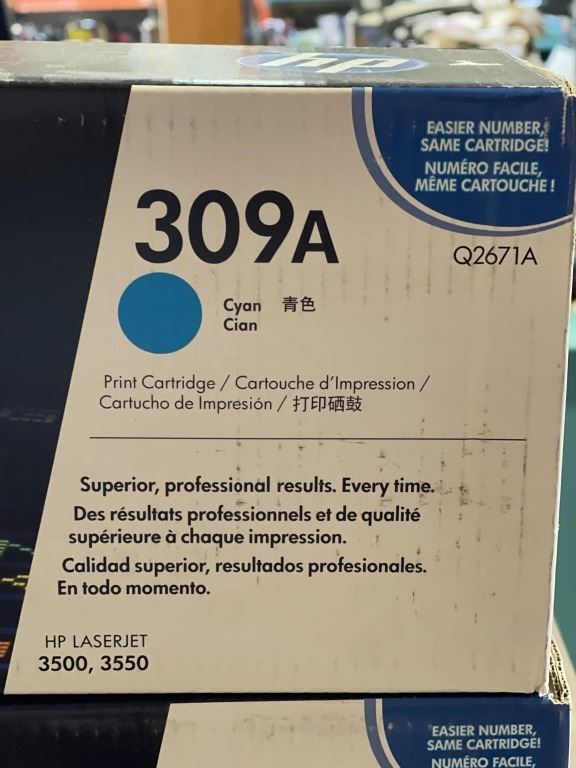 hp
EASIER NUMBER,
SAME CARTRIDGE!
NUMÉRO FACILE,
MÊME CARTOUCHE !
309A
Q2671A
Cyan 青色
Cian
Print Cartridge / Cartouche d'Impression /
Cartucho de Impresión / 打印硒鼓
Superior, professional results. Every time.
Des résultats professionnels et de qualité
supérieure à chaque impression.
Calidad superior, resultados profesionales.
En todo momento.
HP LASERJET
3500, 3550
EASIER NUMBER,
SAME CARTRIDGE!
NUMÉRO FACILE,